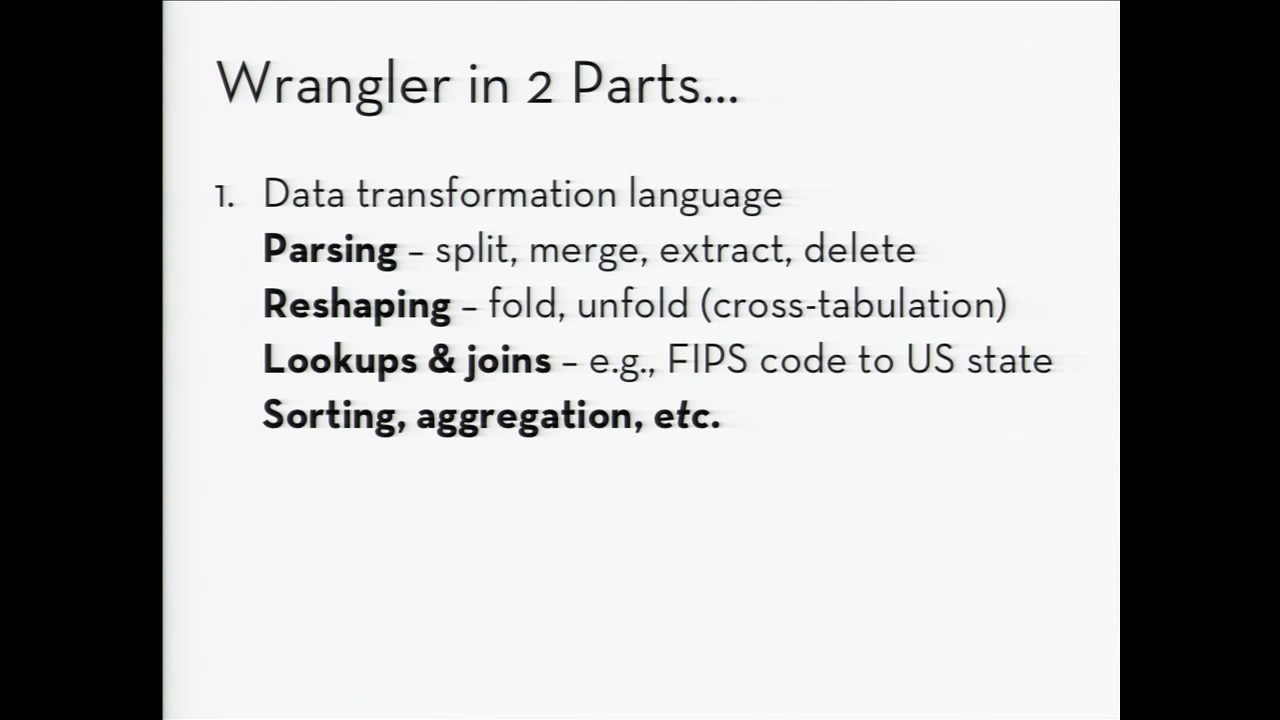 Wrangler in 2 Parts...
1. Data transformation language
Parsing – split, merge, extract, delete
Reshaping – fold, unfold (cross-tabulation)
Lookups & joins – e.g., FIPS code to US state
Sorting, aggregation, etc.